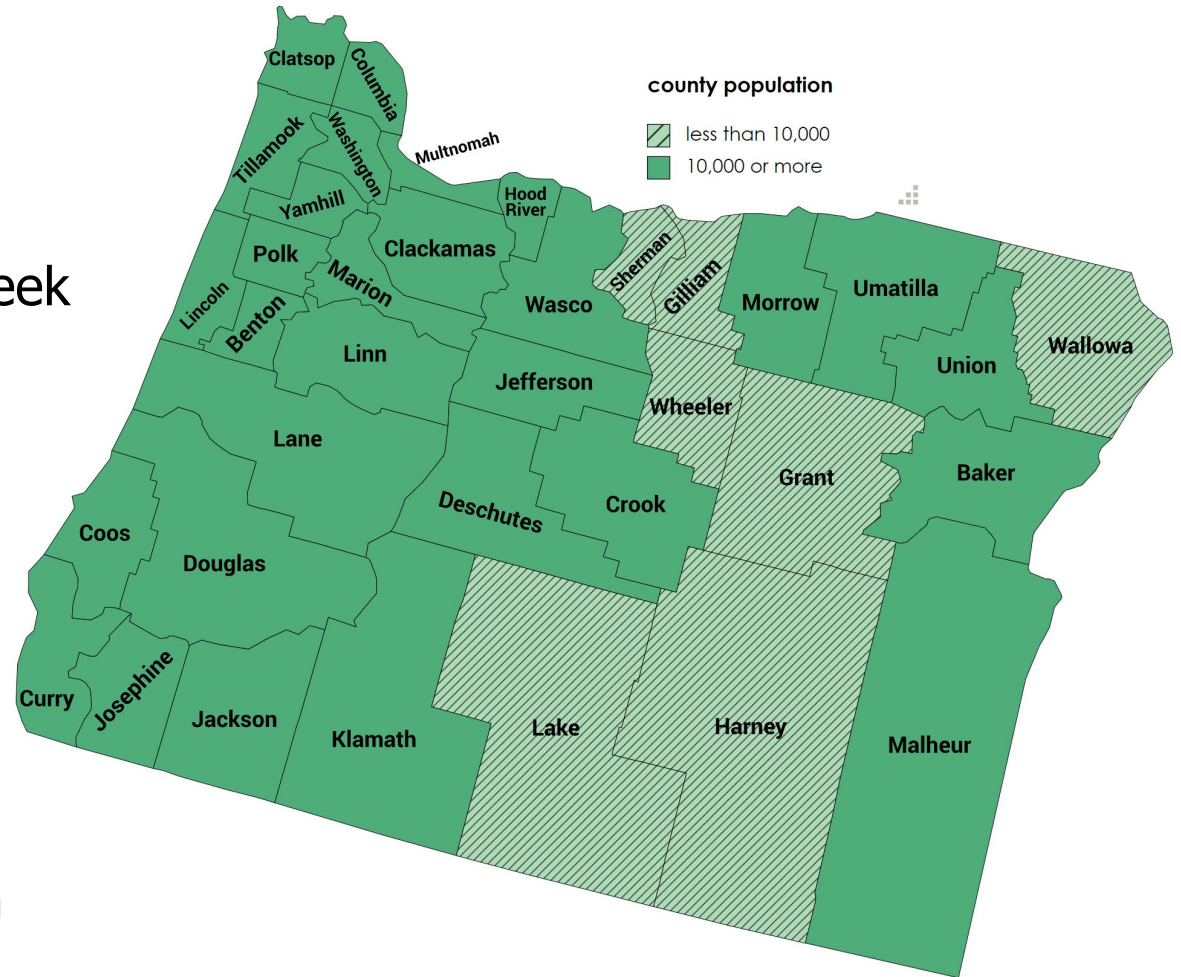 Clatsop
Columbia
county population
less than 10,000
10,000 or more
Tillamook
Washington
Multnomah
Yamhill
Hood
River
Polk
Marion
Clackamas
Sherman
Gilliam
Wasco
Morrow
Umatilla
Wallowa
eek
Lincoln
Benton
Linn
Jefferson
Wheeler
Union
Lane
Deschutes
Crook
Grant
Baker
Coos
Douglas
Curry
Josephine
Jackson
Klamath
Lake
Harney
Malheur